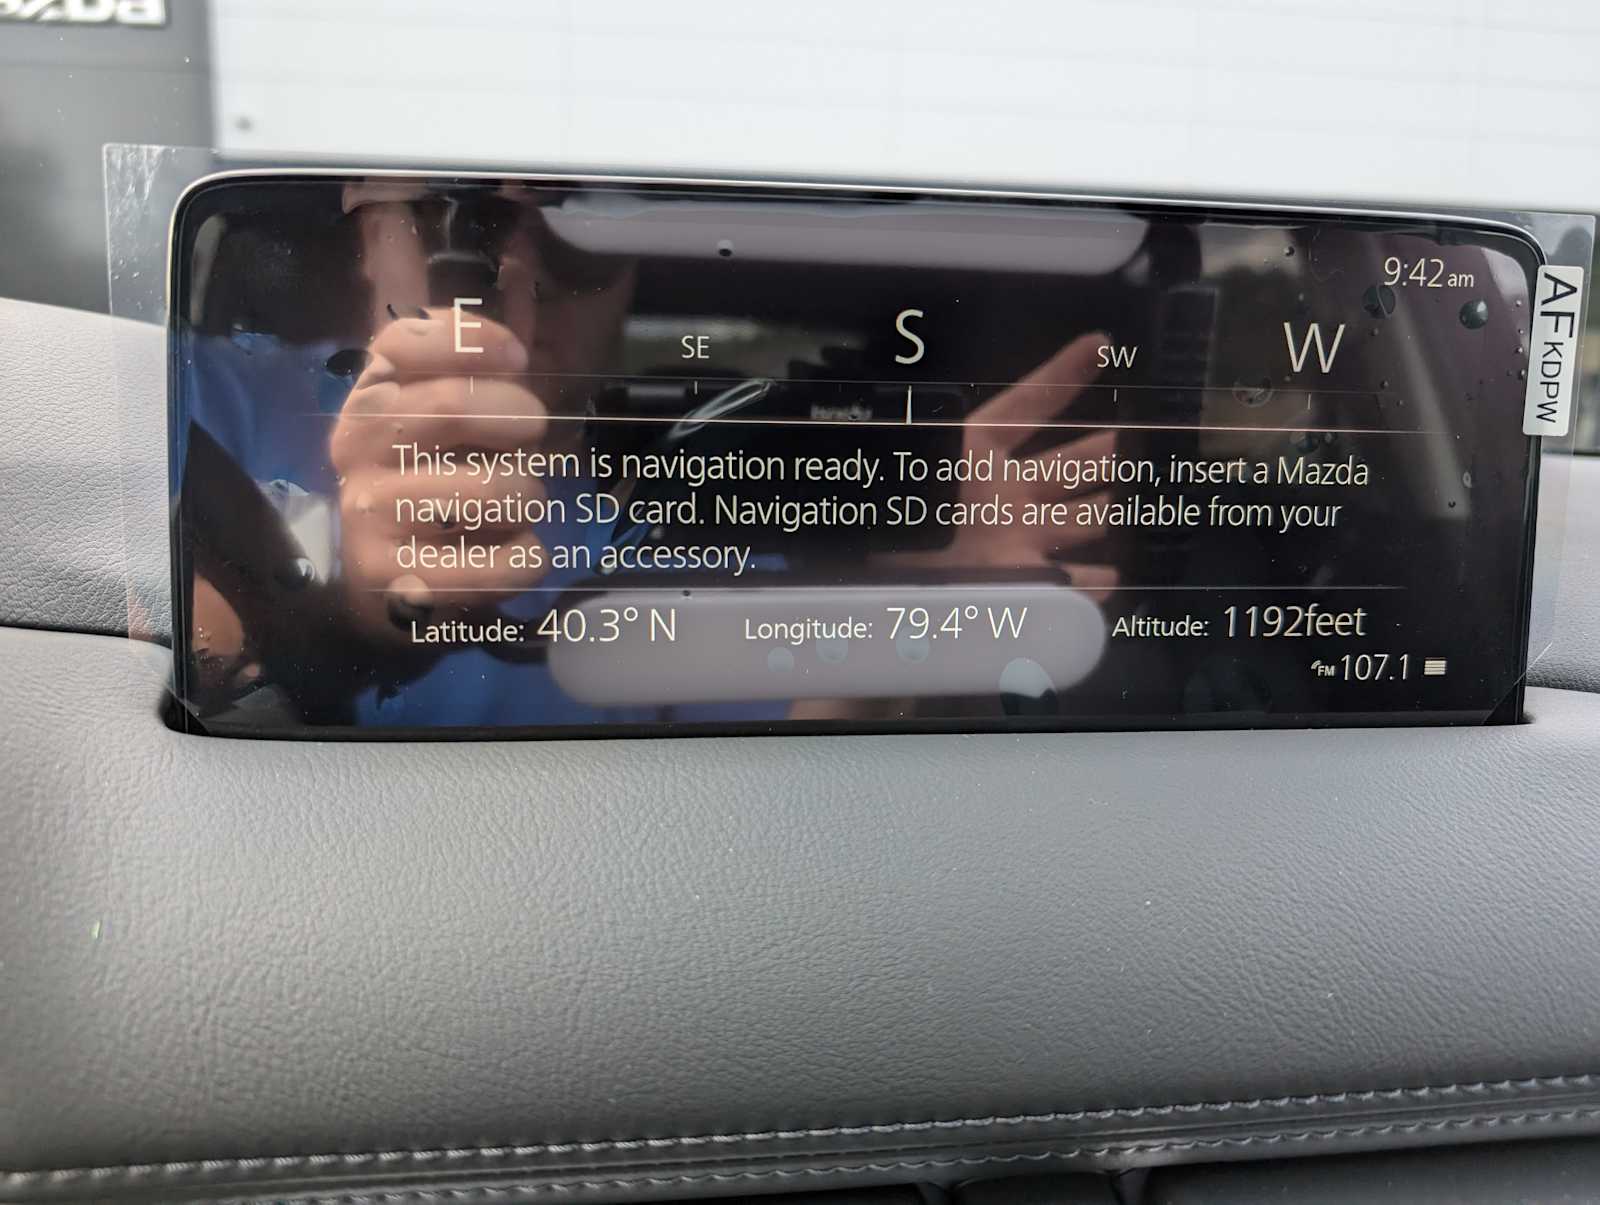 mazda
9:42 am
E SE S SW W
This system is navigation ready. To add navigation, insert a Mazda
navigation SD card. Navigation SD cards are available from your
dealer as an accessory.
Latitude: 40.3° N Longitude: 79.4° W Altitude: 1192feet
FM 107.1
AFKDPW